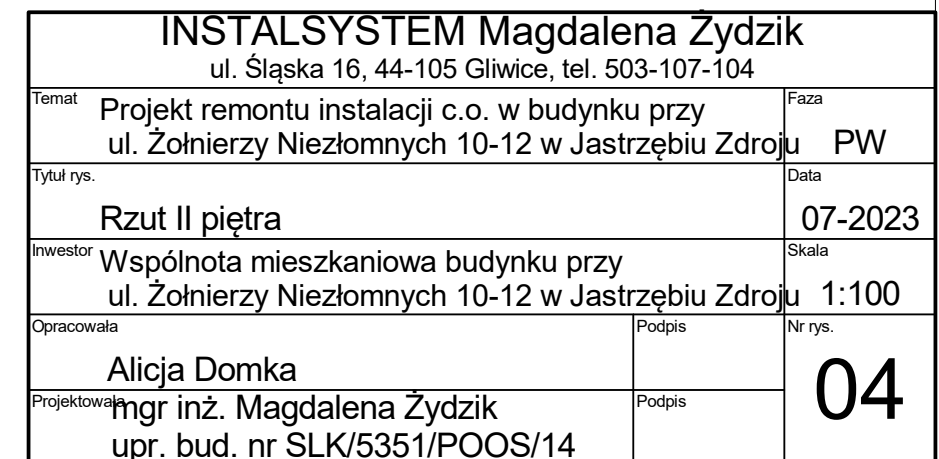 INSTALSYSTEM Magdalena Żydzik
ul. Śląska 16, 44-105 Gliwice, tel. 503-107-104
Temat
Projekt remontu instalacji c.o. w budynku przy
ul. Żołnierzy Niezłomnych 10-12 w Jastrzębiu Zdroju
Faza
PW
Tytuł rys.
Rzut II piętra
Data
07-2023
Inwestor
Wspólnota mieszkaniowa budynku przy
ul. Żołnierzy Niezłomnych 10-12 w Jastrzębiu Zdroju
Skala
1:100
Opracowała
Alicja Domka
Podpis
Nr rys.
04
Projektowała
mgr inż. Magdalena Żydzik
upr. bud. nr SLK/5351/POOS/14
Podpis